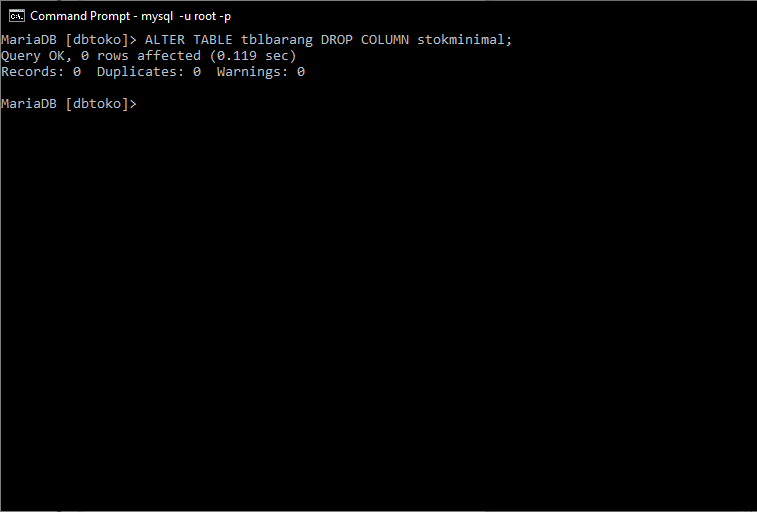 Command Prompt - mysql  -u root -p
MariaDB [dbtoko]> ALTER TABLE tblbarang DROP COLUMN stokminimal;
Query OK, 0 rows affected (0.119 sec)
Records: 0  Duplicates: 0  Warnings: 0
MariaDB [dbtoko]>